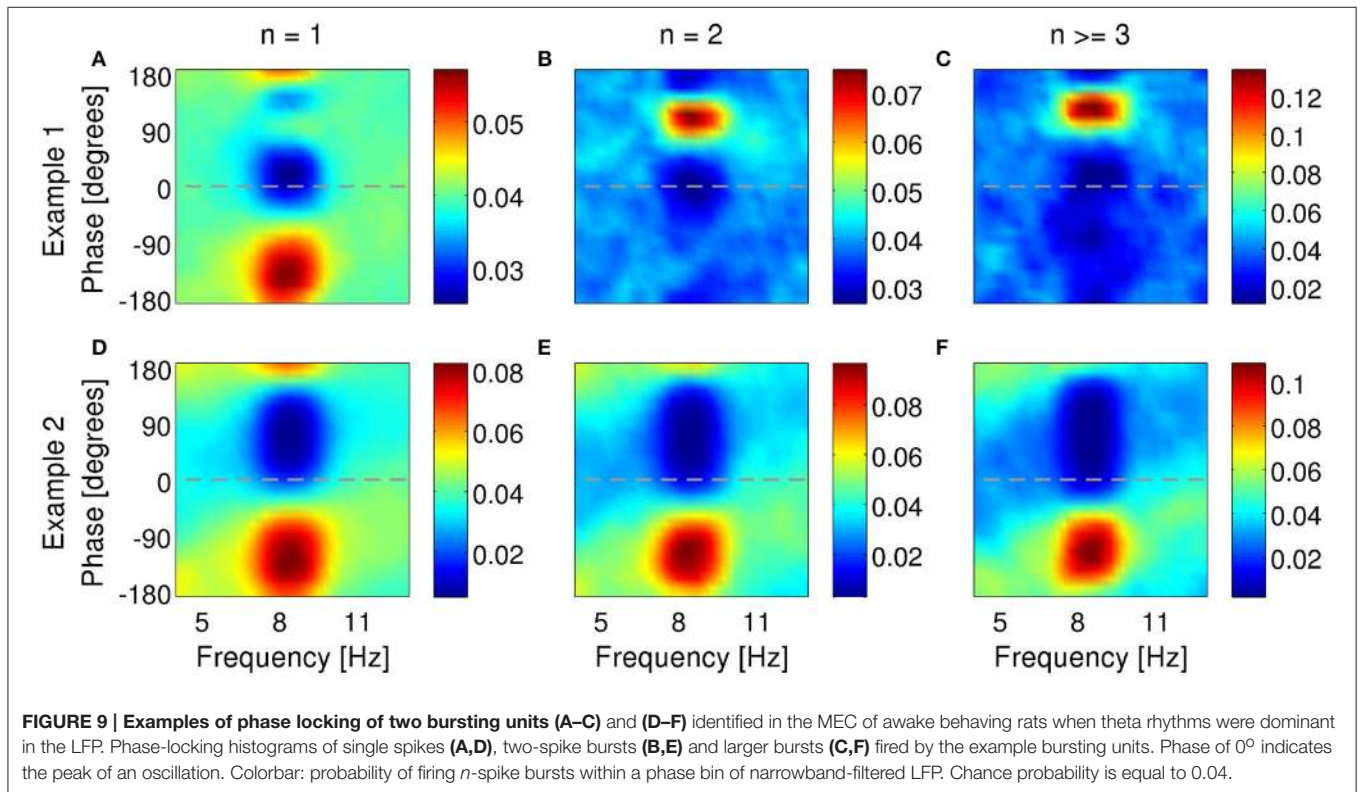 n = 1
n = 2
n >= 3
A
B
C
Example 1
Phase [degrees]
180
90
0
-90
-180
0.05
0.04
0.03
0.07
0.06
0.05
0.04
0.03
0.12
0.1
0.08
0.06
0.04
0.02
D
E
F
Example 2
Phase [degrees]
180
90
0
-90
-180
0.08
0.06
0.04
0.02
0.08
0.06
0.04
0.02
0.1
0.08
0.06
0.04
0.02
5 8 11
5 8 11
5 8 11
Frequency [Hz]
Frequency [Hz]
Frequency [Hz]
FIGURE 9 | Examples of phase locking of two bursting units (A–C) and (D–F) identified in the MEC of awake behaving rats when theta rhythms were dominant
in the LFP. Phase-locking histograms of single spikes (A,D), two-spike bursts (B,E) and larger bursts (C,F) fired by the example bursting units. Phase of 0° indicates
the peak of an oscillation. Colorbar: probability of firing n-spike bursts within a phase bin of narrowband-filtered LFP. Chance probability is equal to 0.04.